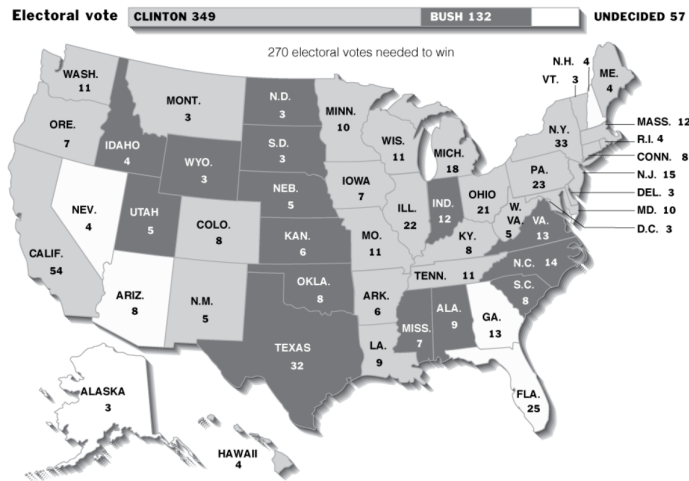 Electoral vote CLINTON 349 BUSH 132 UNDECIDED 57
270 electoral votes needed to win
WASH.
11
ORE.
7
CALIF.
54
NEV.
4
IDAHO
4
MONT.
3
WYO.
3
UTAH
5
COLO.
8
ARIZ.
8
N.M.
5
N.D.
3
S.D.
3
NEB.
5
KAN.
6
OKLA.
8
TEXAS
32
MINN.
10
IOWA
7
MO.
11
ARK.
6
LA.
9
WIS.
11
ILL.
22
MICH.
18
IND.
12
OHIO
21
KY.
8
TENN. 11
MISS.
7
ALA.
9
GA.
13
FLA.
25
S.C.
8
N.C. 14
VA.
13
W.
VA.
5
PA.
23
N.Y.
33
VT. 3
N.H. 4
ME.
4
MASS. 12
R.I. 4
CONN. 8
N.J. 15
DEL. 3
MD. 10
D.C. 3
ALASKA
3
HAWAII
4